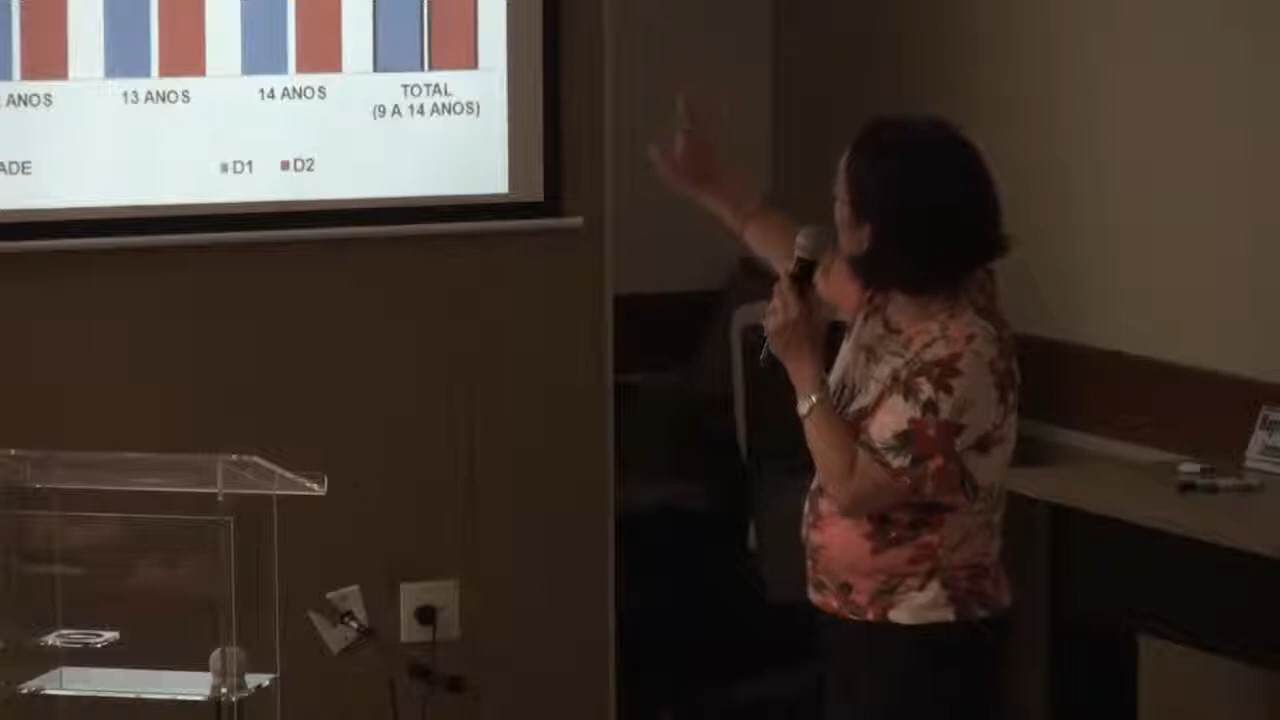 ANOS
13 ANOS
14 ANOS
TOTAL
(9 A 14 ANOS)
ADE
D1
D2